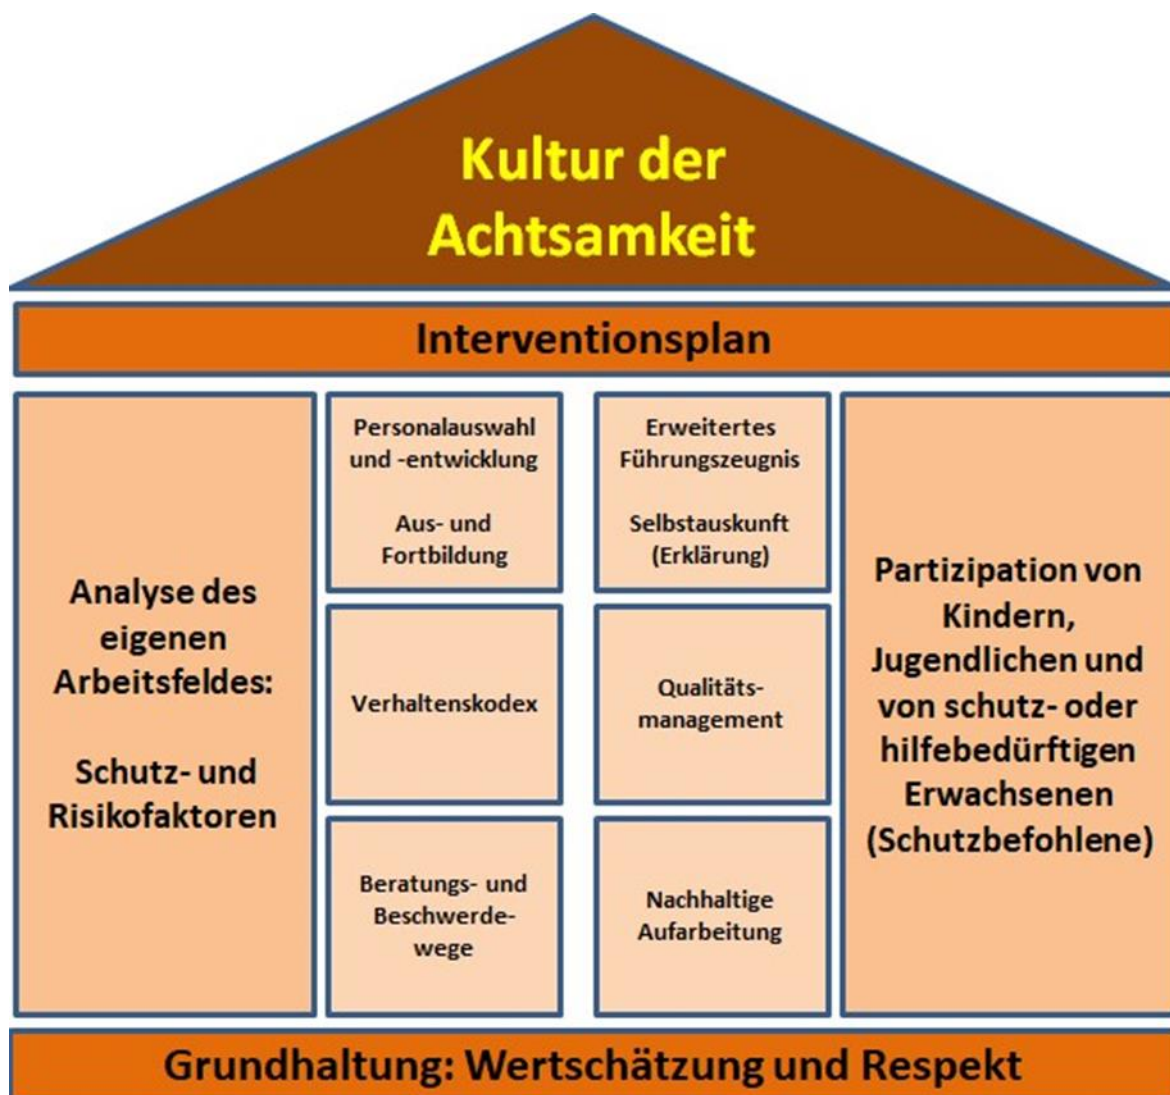 Kultur der
Achtsamkeit
Interventionsplan
Analyse des
eigenen
Arbeitsfeldes:
Schutz- und
Risikofaktoren
Personalauswahl
und -entwicklung
Aus- und
Fortbildung
Erweitertes
Führungszeugnis
Selbstauskunft
(Erklärung)
Verhaltenskodex
Qualitäts-
management
Beratungs- und
Beschwerde-
wege
Nachhaltige
Aufarbeitung
Partizipation von
Kindern,
Jugendlichen und
von schutz- oder
hilfebedürftigen
Erwachsenen
(Schutzbefohlene)
Grundhaltung: Wertschätzung und Respekt